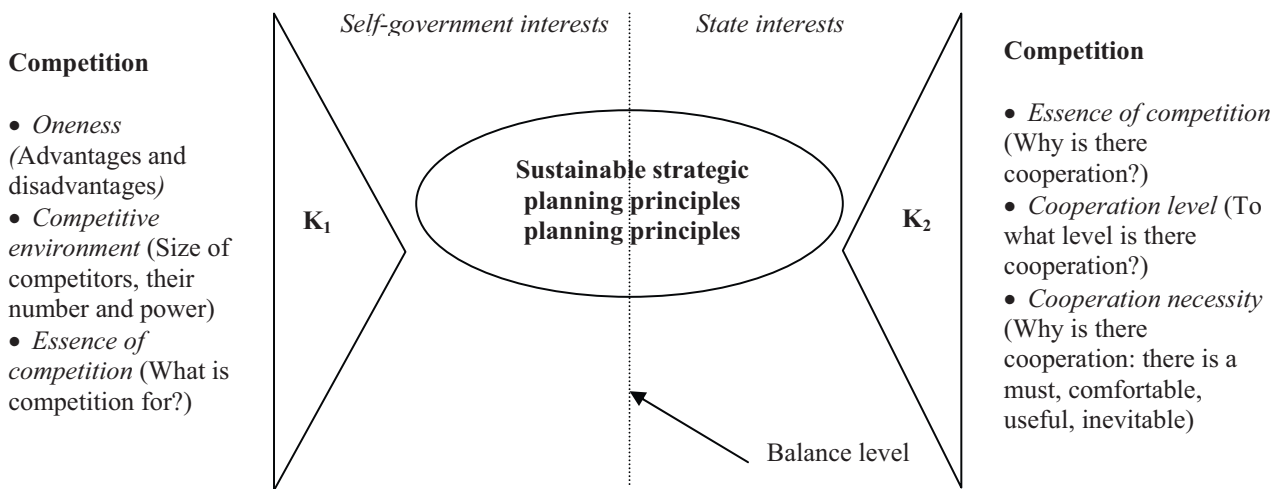 Self-government interests
State interests
Competition
• Oneness
(Advantages and
disadvantages)
• Competitive
environment (Size of
competitors, their
number and power)
• Essence of
competition (What is
competition for?)
K1
Sustainable strategic
planning principles
planning principles
K2
Balance level
Competition
• Essence of competition
(Why is there
cooperation?)
• Cooperation level (To
what level is there
cooperation?)
• Cooperation necessity
(Why is there
cooperation: there is a
must, comfortable,
useful, inevitable)